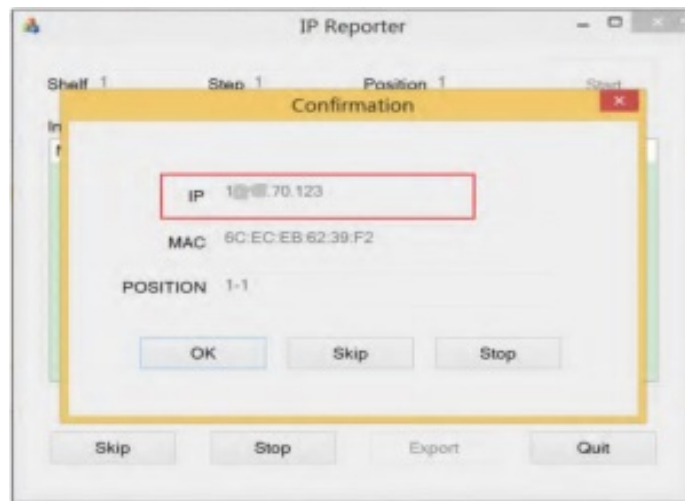 IP Reporter
Shelf 1 Step 1 Position 1 Start
Confirmation
IP .70.123
MAC 6C:EC:EB:62:39:F2
POSITION 1-1
OK Skip Stop
Skip Stop Export Quit